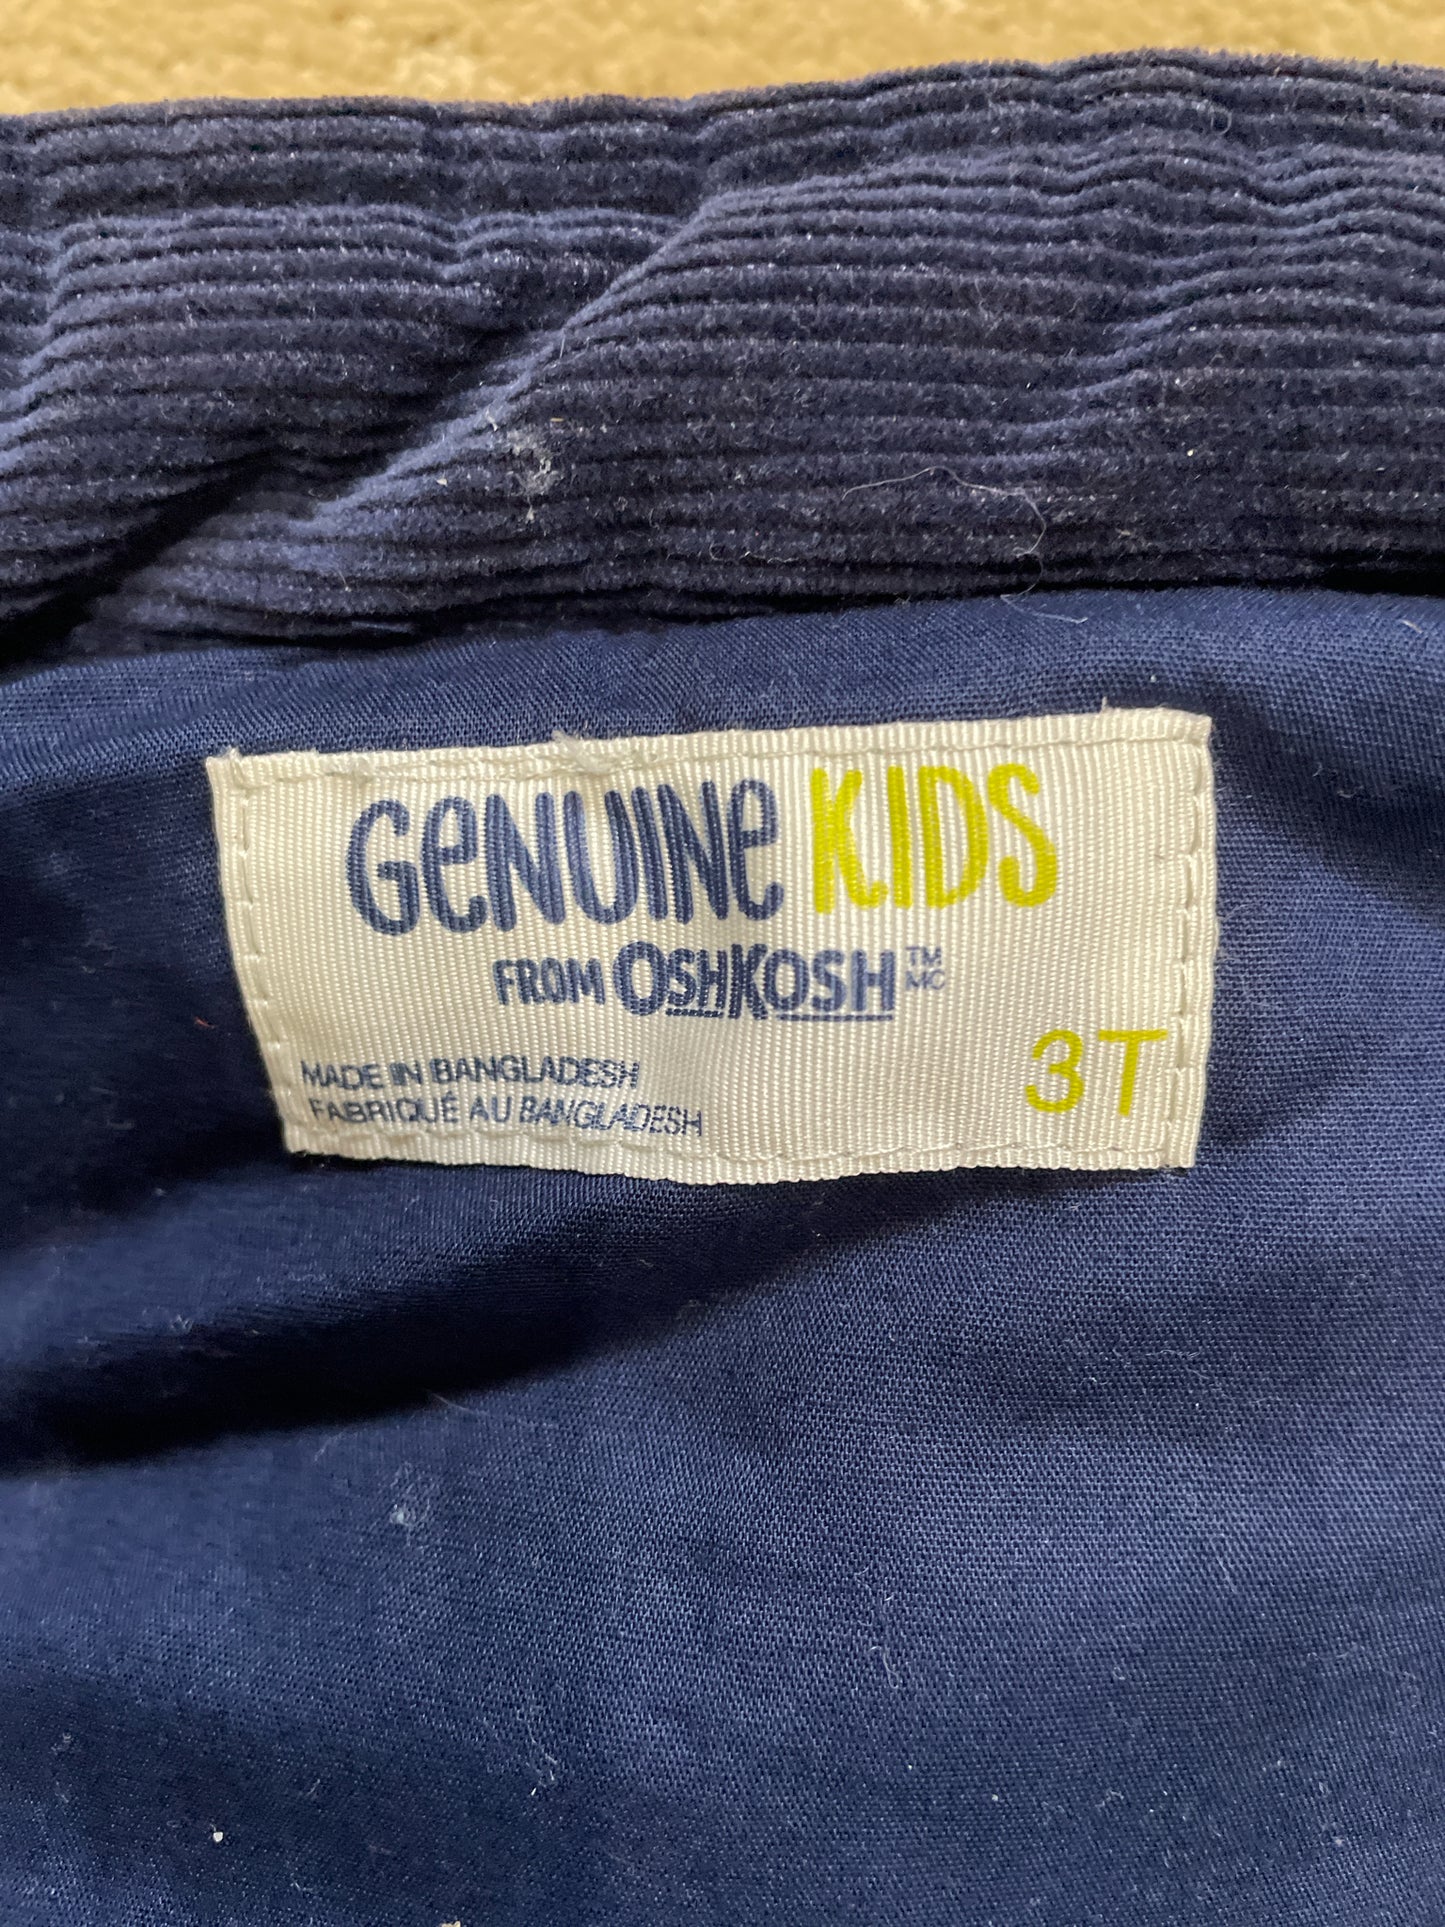 GENUINE KIDS
FROM OSHKOSH TM MC
3T
MADE IN BANGLADESH
FABRIQUÉ AU BANGLADESH